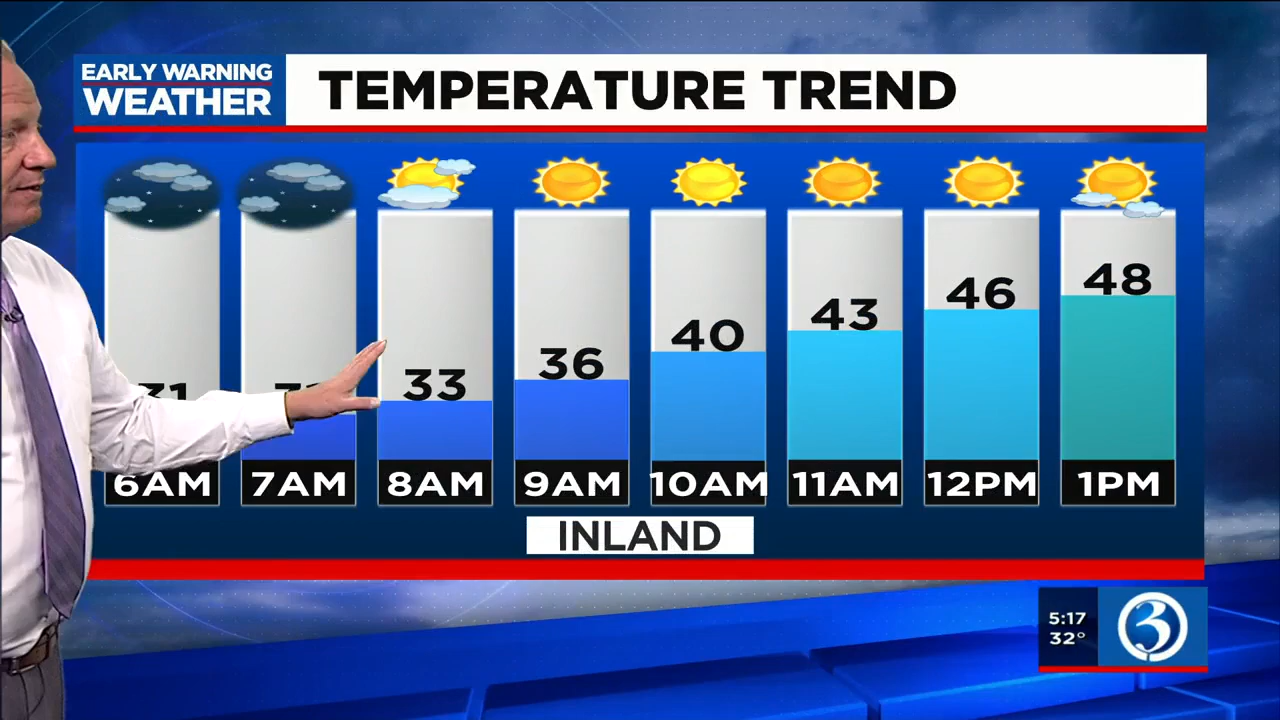 EARLY WARNING
WEATHER
TEMPERATURE TREND
48
46
43
40
36
33
31
6AM 7AM 8AM 9AM 10AM 11AM 12PM 1PM
INLAND
5:17
32°
3